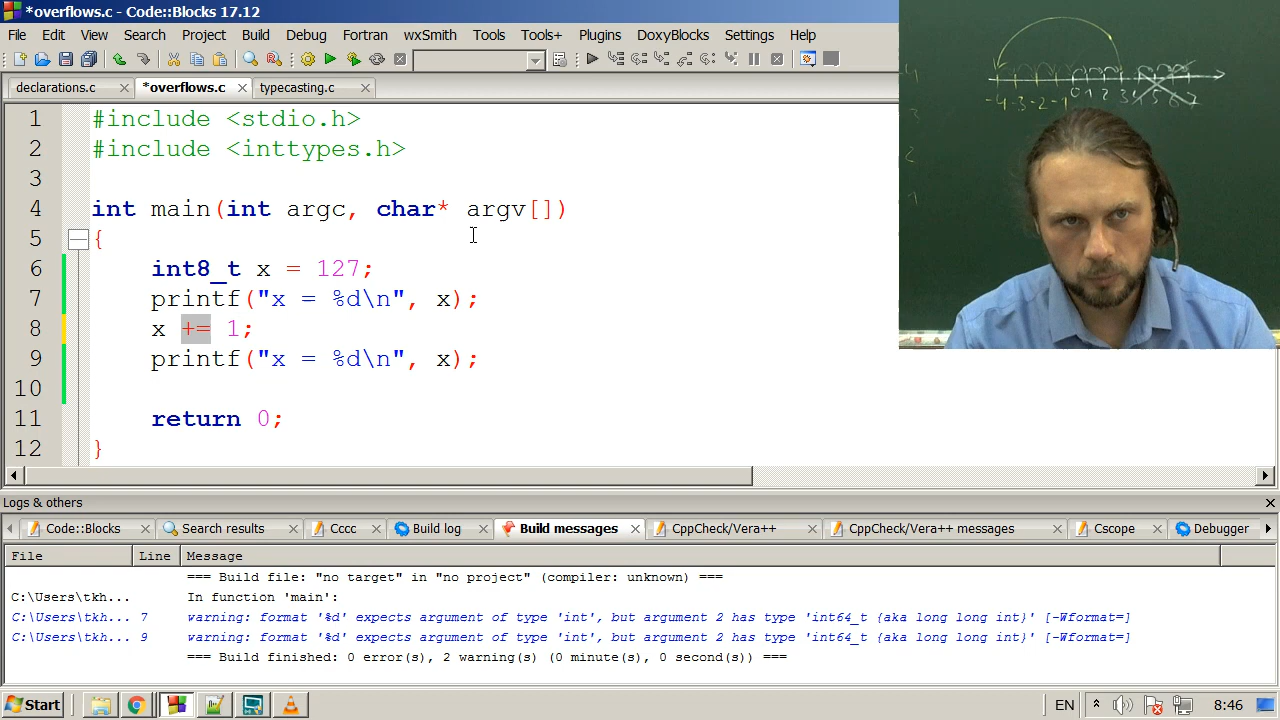 *overflows.c - Code::Blocks 17.12
File Edit View Search Project Build Debug Fortran wxSmith Tools Tools+ Plugins DoxyBlocks Settings Help
declarations.c *overflows.c typecasting.c
1 #include <stdio.h>
2 #include <inttypes.h>
3
4 int main(int argc, char* argv[])
5 {
6 int8_t x = 127;
7 printf("x = %d\n", x);
8 x += 1;
9 printf("x = %d\n", x);
10
11 return 0;
12 }
-4 -3 -2 -1 0 1 2 3 4 5 6 7
Logs & others
Code::Blocks Search results Cccc Build log Build messages CppCheck/Vera++ CppCheck/Vera++ messages Cscope Debugger
File Line Message
=== Build file: "no target" in "no project" (compiler: unknown) ===
C:\Users\tkh... In function 'main':
C:\Users\tkh... 7 warning: format '%d' expects argument of type 'int', but argument 2 has type 'int64_t {aka long long int}' [-Wformat=]
C:\Users\tkh... 9 warning: format '%d' expects argument of type 'int', but argument 2 has type 'int64_t {aka long long int}' [-Wformat=]
=== Build finished: 0 error(s), 2 warning(s) (0 minute(s), 0 second(s)) ===
Start EN 8:46